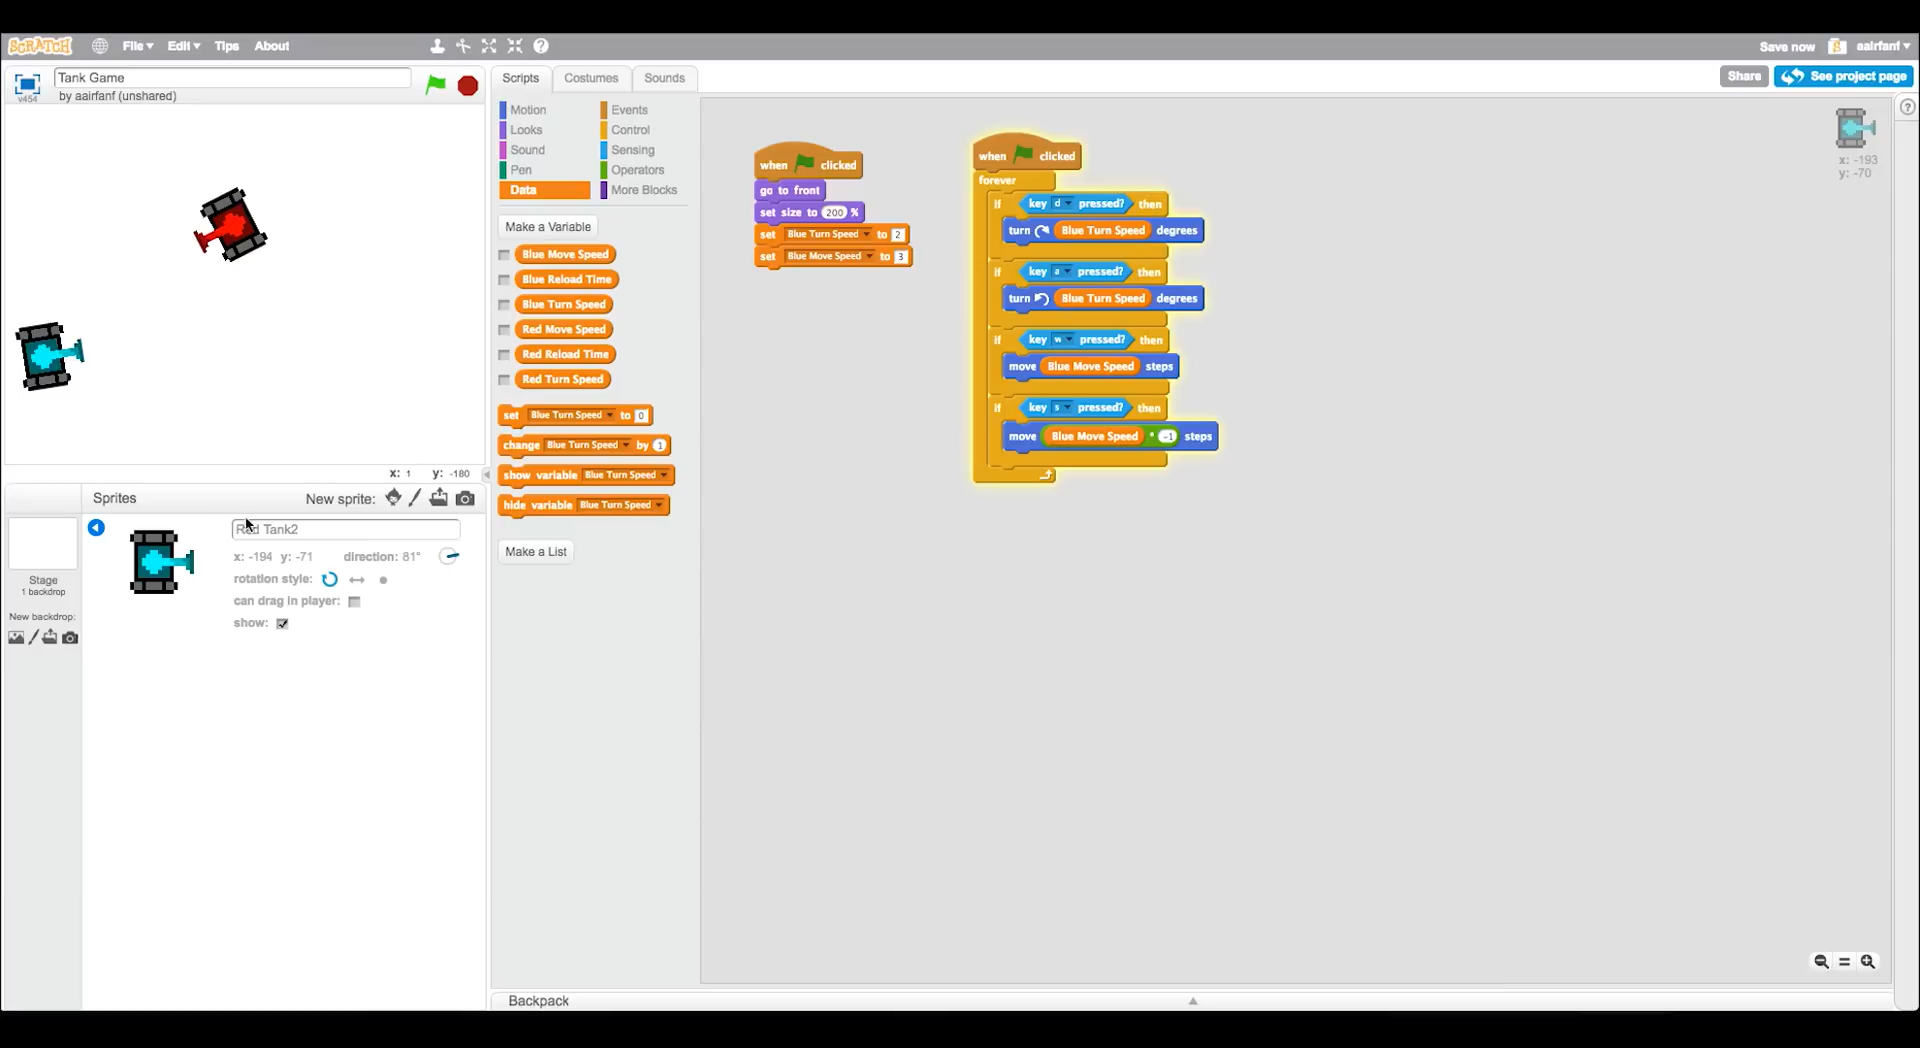 SCRATCH File Edit Tips About Save now aairfanf
Tank Game
v454
by aairfanf (unshared)
Scripts Costumes Sounds
Share See project page
Motion Events
Looks Control
Sound Sensing
Pen Operators
Data More Blocks
Make a Variable
Blue Move Speed
Blue Reload Time
Blue Turn Speed
Red Move Speed
Red Reload Time
Red Turn Speed
set Blue Turn Speed to 0
change Blue Turn Speed by 1
show variable Blue Turn Speed
hide variable Blue Turn Speed
Make a List
when clicked
go to front
set size to 200 %
set Blue Turn Speed to 2
set Blue Move Speed to 3
when clicked
forever
if key d pressed? then
turn Blue Turn Speed degrees
if key a pressed? then
turn Blue Turn Speed degrees
if key w pressed? then
move Blue Move Speed steps
if key s pressed? then
move Blue Move Speed * -1 steps
x: -193
y: -70
x: 1 y: -180
Sprites New sprite:
Red Tank2
x: -194 y: -71 direction: 81°
rotation style:
can drag in player:
show:
Stage
1 backdrop
New backdrop:
Backpack